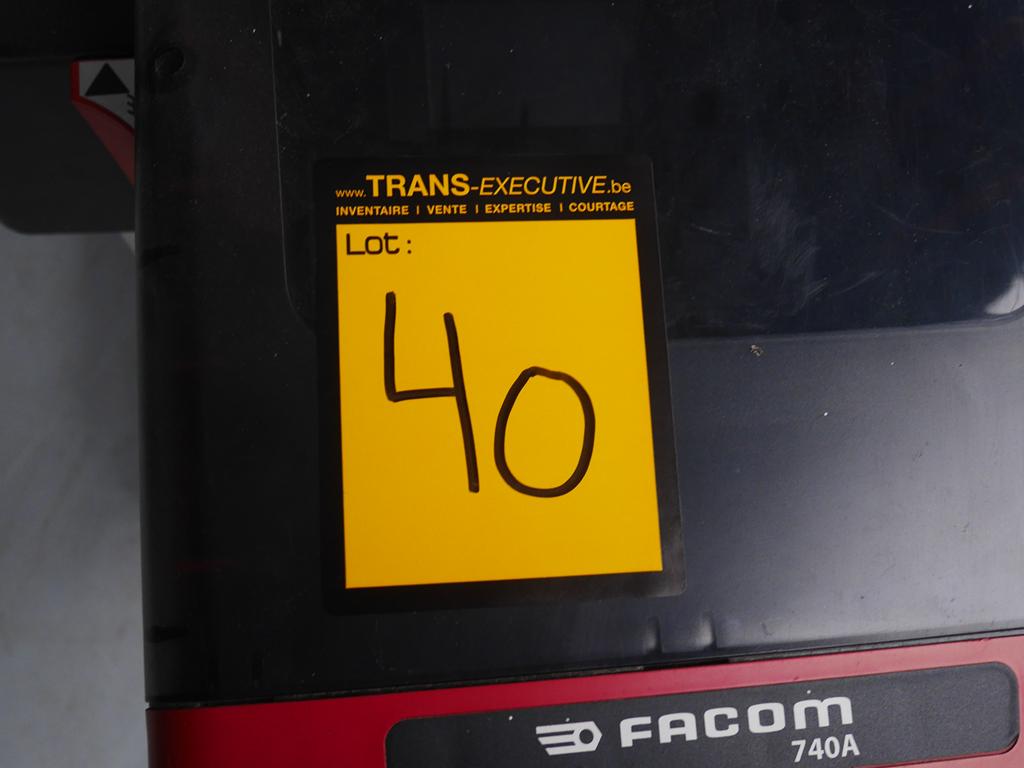 www.TRANS-EXECUTIVE.be
INVENTAIRE | VENTE | EXPERTISE | COURTAGE
Lot :
40
FACOM
740A